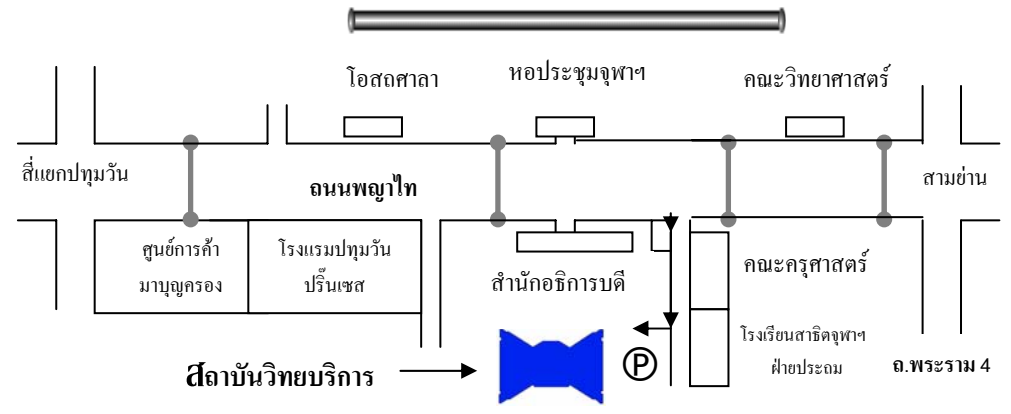 โอสถศาลา
หอประชุมจุฬาฯ
คณะวิทยาศาสตร์
สี่แยกปทุมวัน
ถนนพญาไท
สามย่าน
ศูนย์การค้า
มาบุญครอง
โรงแรมปทุมวัน
ปริ๊นเซส
สำนักอธิการบดี
คณะครุศาสตร์
โรงเรียนสาธิตจุฬาฯ
ฝ่ายประถม
ถ.พระราม 4
สถาบันวิทยบริการ
P